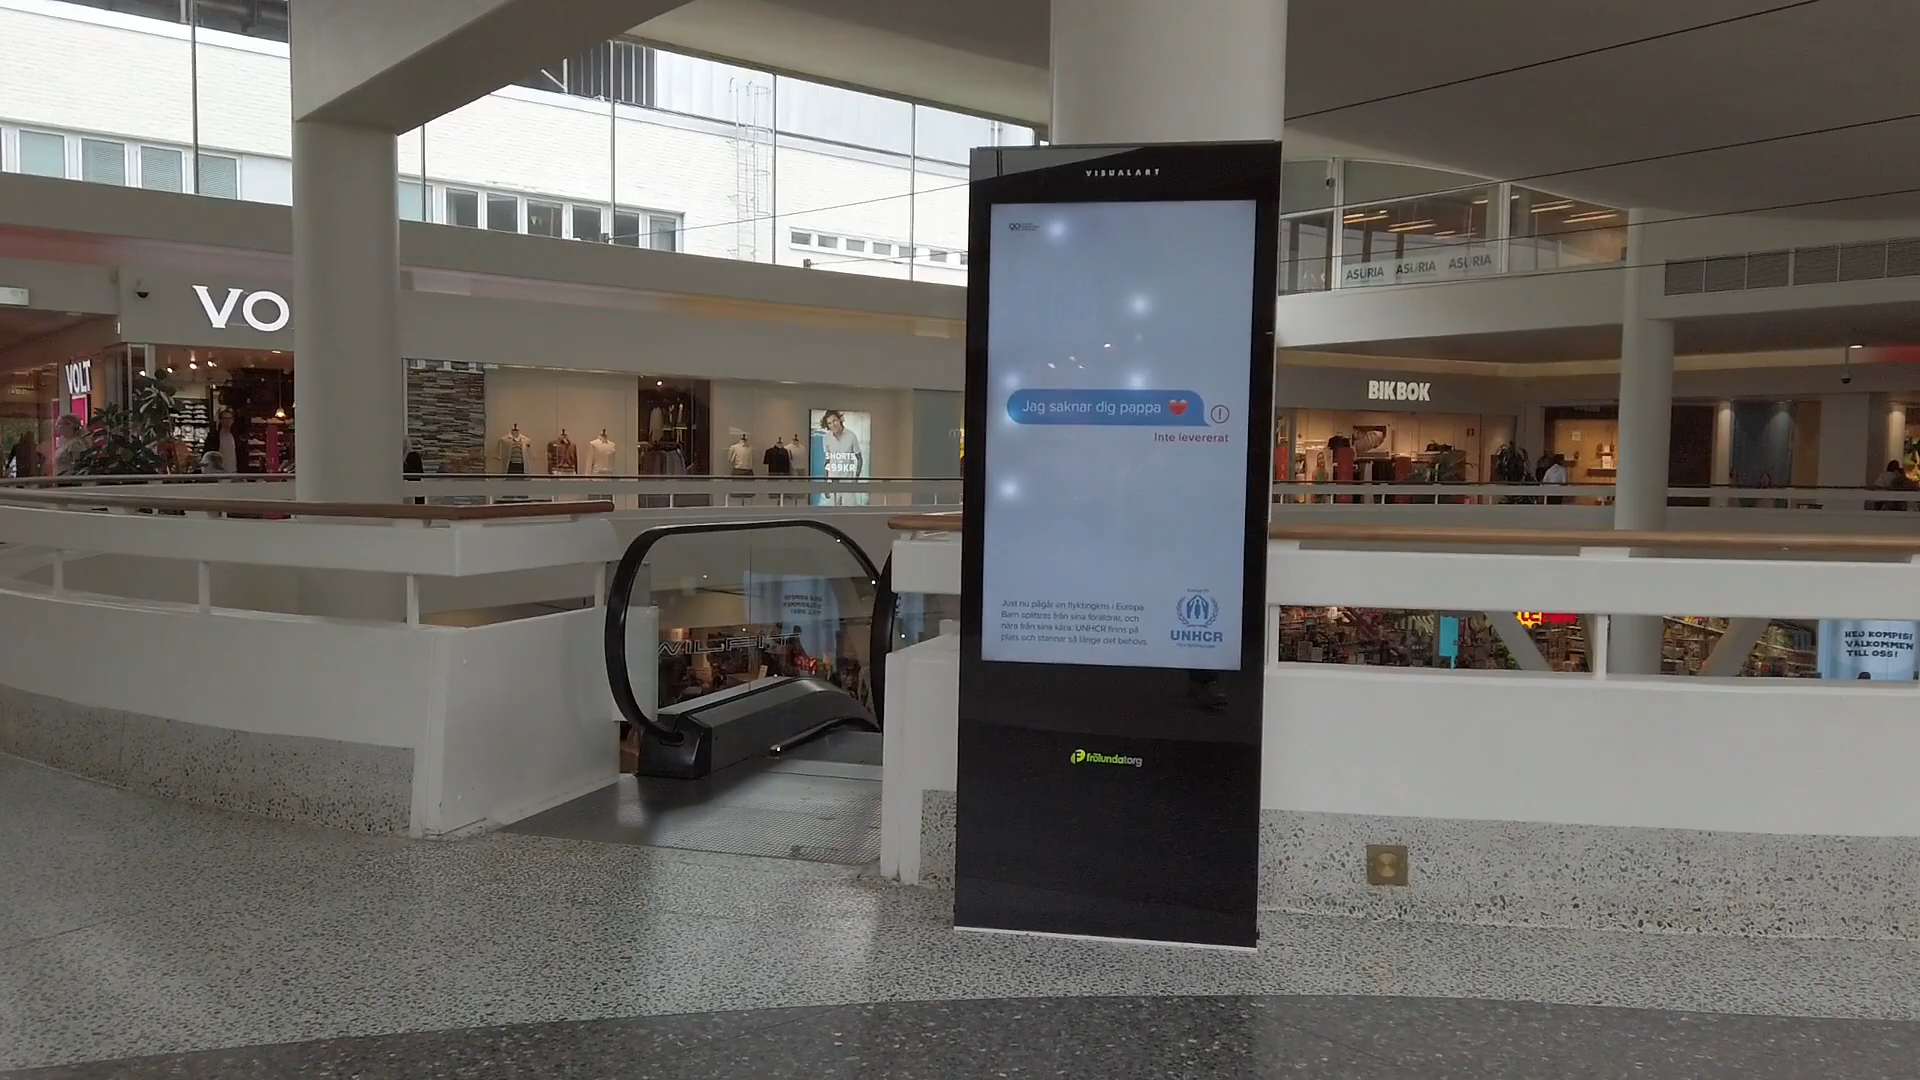 VISUALART
VO
VOLT
SHORTS
499KR
ASURIA ASURIA ASURIA
BIKBOK
Jag saknar dig pappa ❤️
Inte levererat
Just nu pågår en flyktingkris i Europa.
Barn splittras från sina föräldrar, och
nära från sina kära. UNHCR finns på
plats och stannar så länge det behövs.
UNHCR
frölundatorg
HEJ KOMPIS!
VÄLKOMMEN
TILL OSS!